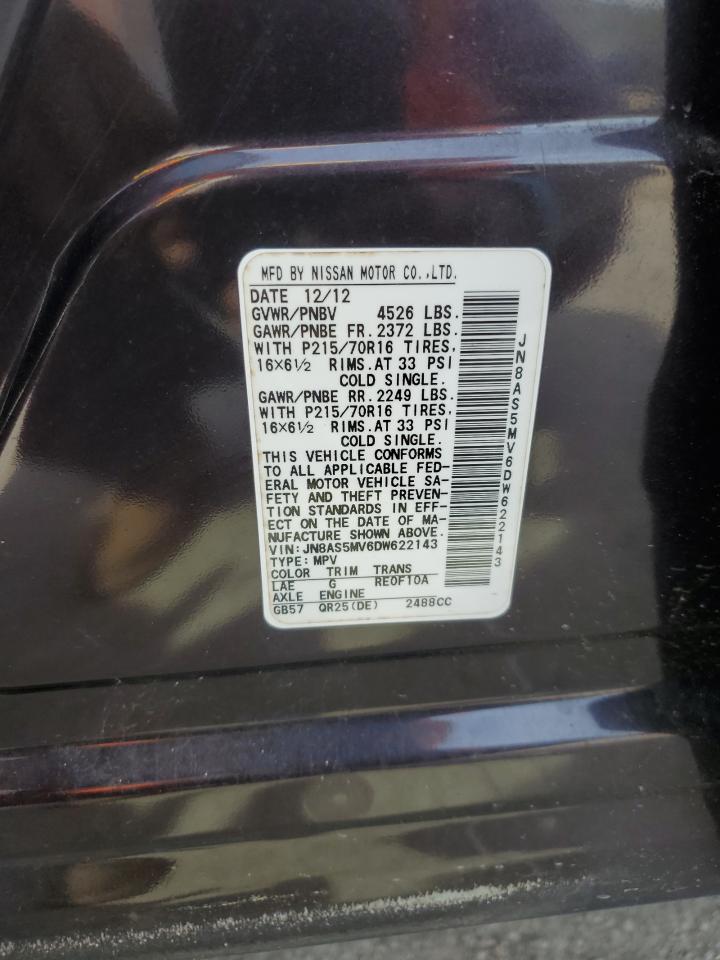 MFD BY NISSAN MOTOR CO.,LTD.
DATE 12/12
GVWR/PNBV 4526 LBS.
GAWR/PNBE FR. 2372 LBS.
WITH P215/70R16 TIRES,
16X6½ RIMS.AT 33 PSI
COLD SINGLE.
GAWR/PNBE RR. 2249 LBS.
WITH P215/70R16 TIRES,
16X6½ RIMS.AT 33 PSI
COLD SINGLE.
THIS VEHICLE CONFORMS
TO ALL APPLICABLE FED-
ERAL MOTOR VEHICLE SA-
FETY AND THEFT PREVEN-
TION STANDARDS IN EFF-
ECT ON THE DATE OF MA-
NUFACTURE SHOWN ABOVE.
VIN:JN8AS5MV6DW622143
TYPE:MPV
COLOR TRIM TRANS
LAE G RE0F10A
AXLE ENGINE
GB57 QR25(DE) 2488CC
JN8AS5MV6DW622143